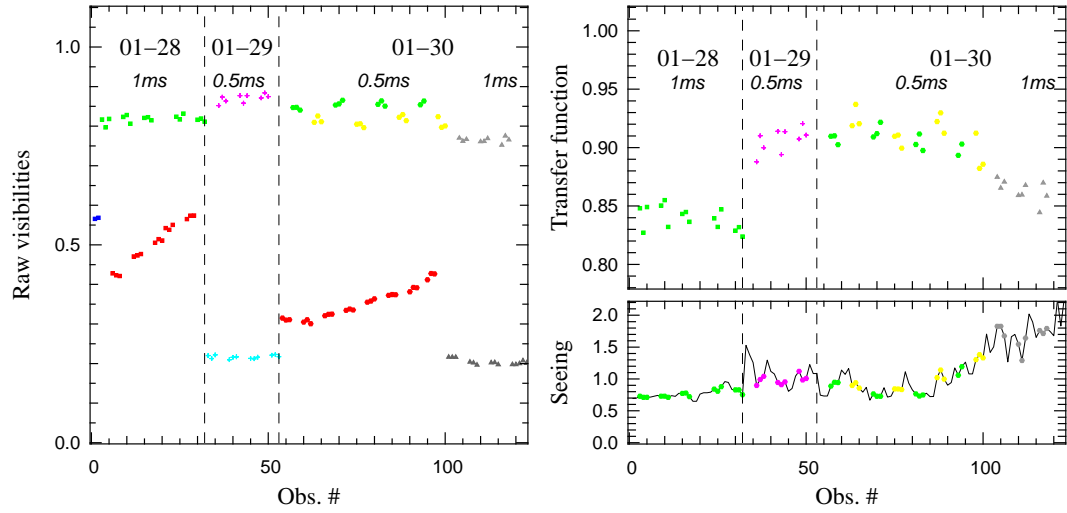 01–28 01–29 01–30
1ms 0.5ms 0.5ms 1ms
Raw visibilities
1.0
0.5
0.0
0 50 100
Obs. #
01–28 01–29 01–30
1ms 0.5ms 0.5ms 1ms
Transfer function
1.00
0.95
0.90
0.85
0.80
Seeing
2.0
1.5
1.0
0.5
0.0
0 50 100
Obs. #